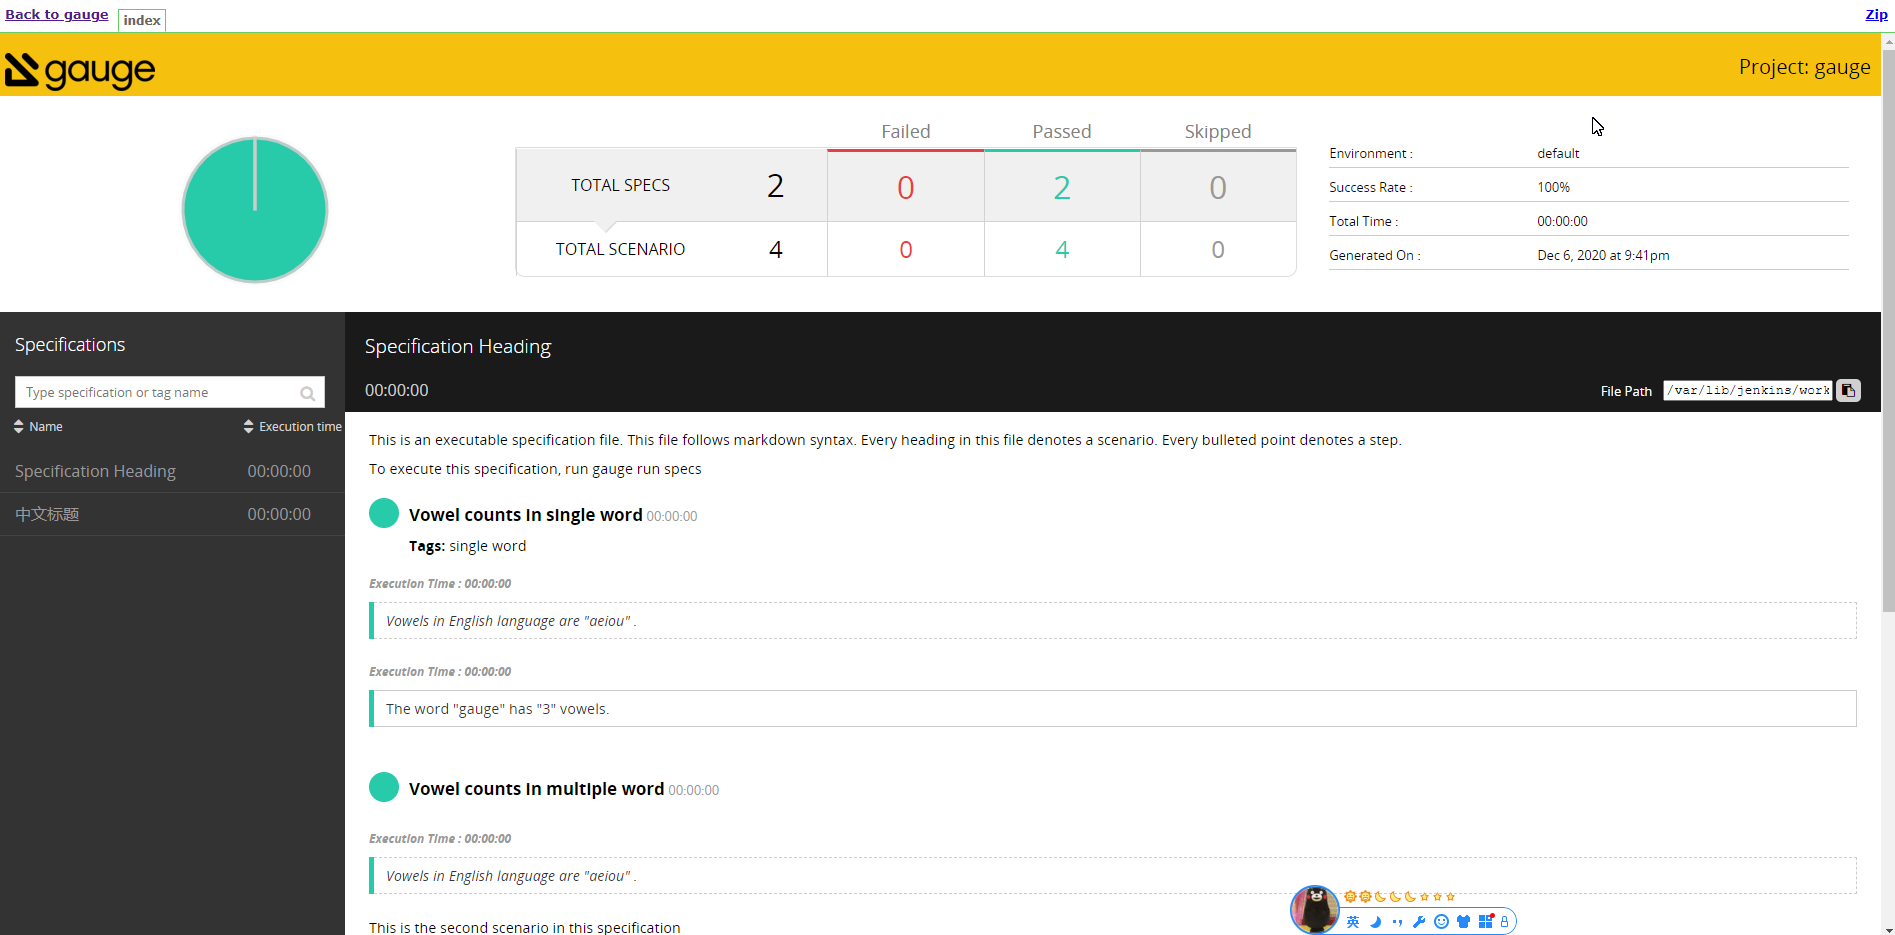 Back to gauge index Zip
gauge Project: gauge
Failed Passed Skipped
TOTAL SPECS 2 0 2 0
TOTAL SCENARIO 4 0 4 0
Environment : default
Success Rate : 100%
Total Time : 00:00:00
Generated On : Dec 6, 2020 at 9:41pm
Specifications
Type specification or tag name
Name Execution time
Specification Heading 00:00:00
中文标题 00:00:00
Specification Heading
00:00:00
File Path /var/lib/jenkins/work
This is an executable specification file. This file follows markdown syntax. Every heading in this file denotes a scenario. Every bulleted point denotes a step.
To execute this specification, run gauge run specs
Vowel counts in single word 00:00:00
Tags: single word
Execution Time : 00:00:00
Vowels in English language are "aeiou" .
Execution Time : 00:00:00
The word "gauge" has "3" vowels.
Vowel counts in multiple word 00:00:00
Execution Time : 00:00:00
Vowels in English language are "aeiou" .
This is the second scenario in this specification
英